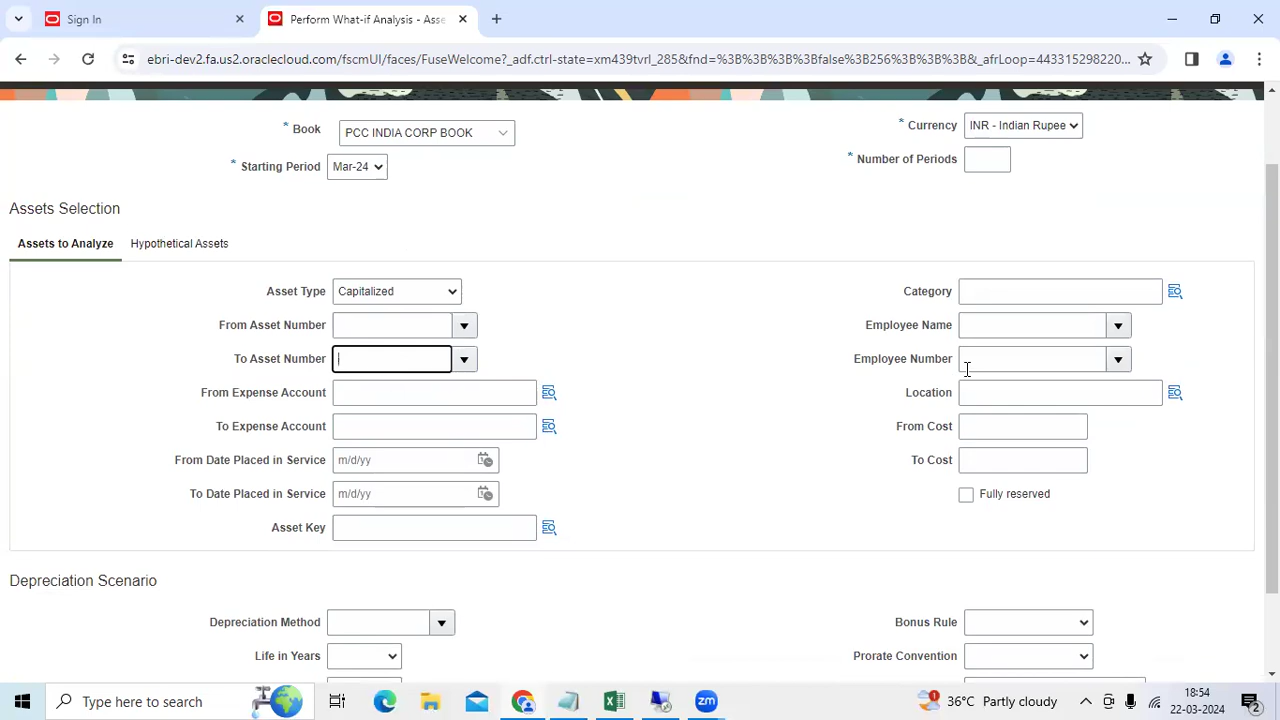 Sign In
Perform What-if Analysis - Asse
ebri-dev2.fa.us2.oraclecloud.com/fscmUI/faces/FuseWelcome?_adf.ctrl-state=xm439tvrl_285&fnd=%3B%3B%3B%3Bfalse%3B256%3B%3B%3B&_afrLoop=443315298220...
* Book PCC INDIA CORP BOOK
* Currency INR - Indian Rupee
* Starting Period Mar-24
* Number of Periods
Assets Selection
Assets to Analyze Hypothetical Assets
Asset Type Capitalized Category
From Asset Number Employee Name
To Asset Number Employee Number
From Expense Account Location
To Expense Account From Cost
From Date Placed in Service m/d/yy To Cost
To Date Placed in Service m/d/yy Fully reserved
Asset Key
Depreciation Scenario
Depreciation Method Bonus Rule
Life in Years Prorate Convention
Type here to search
zm
1
36°C Partly cloudy
18:54
22-03-2024
2